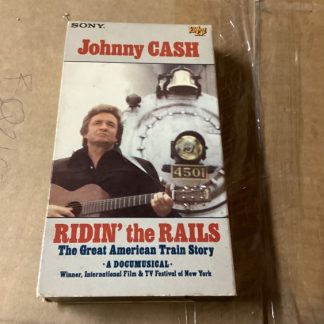 SONY
Johnny CASH
4501
RIDIN' the RAILS
The Great American Train Story
·A DOCUMUSICAL·
Winner, International Film & TV Festival of New York